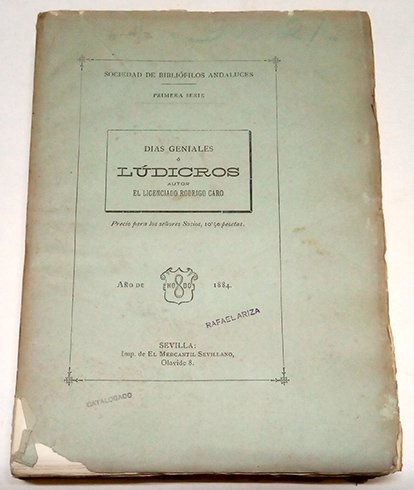 SOCIEDAD DE BIBLIÓFILOS ANDALUCES
PRIMERA SERIE
DIAS GENIALES
ó
LÚDICROS
AUTOR
EL LICENCIADO RODRIGO CARO
Precio para los señores Socios, 10'50 pesetas.
AÑO DE NO8DO 1884.
RAFAEL ARIZA
SEVILLA:
Imp. de EL MERCANTIL SEVILLANO,
Olavide 8.
CATALOGADO